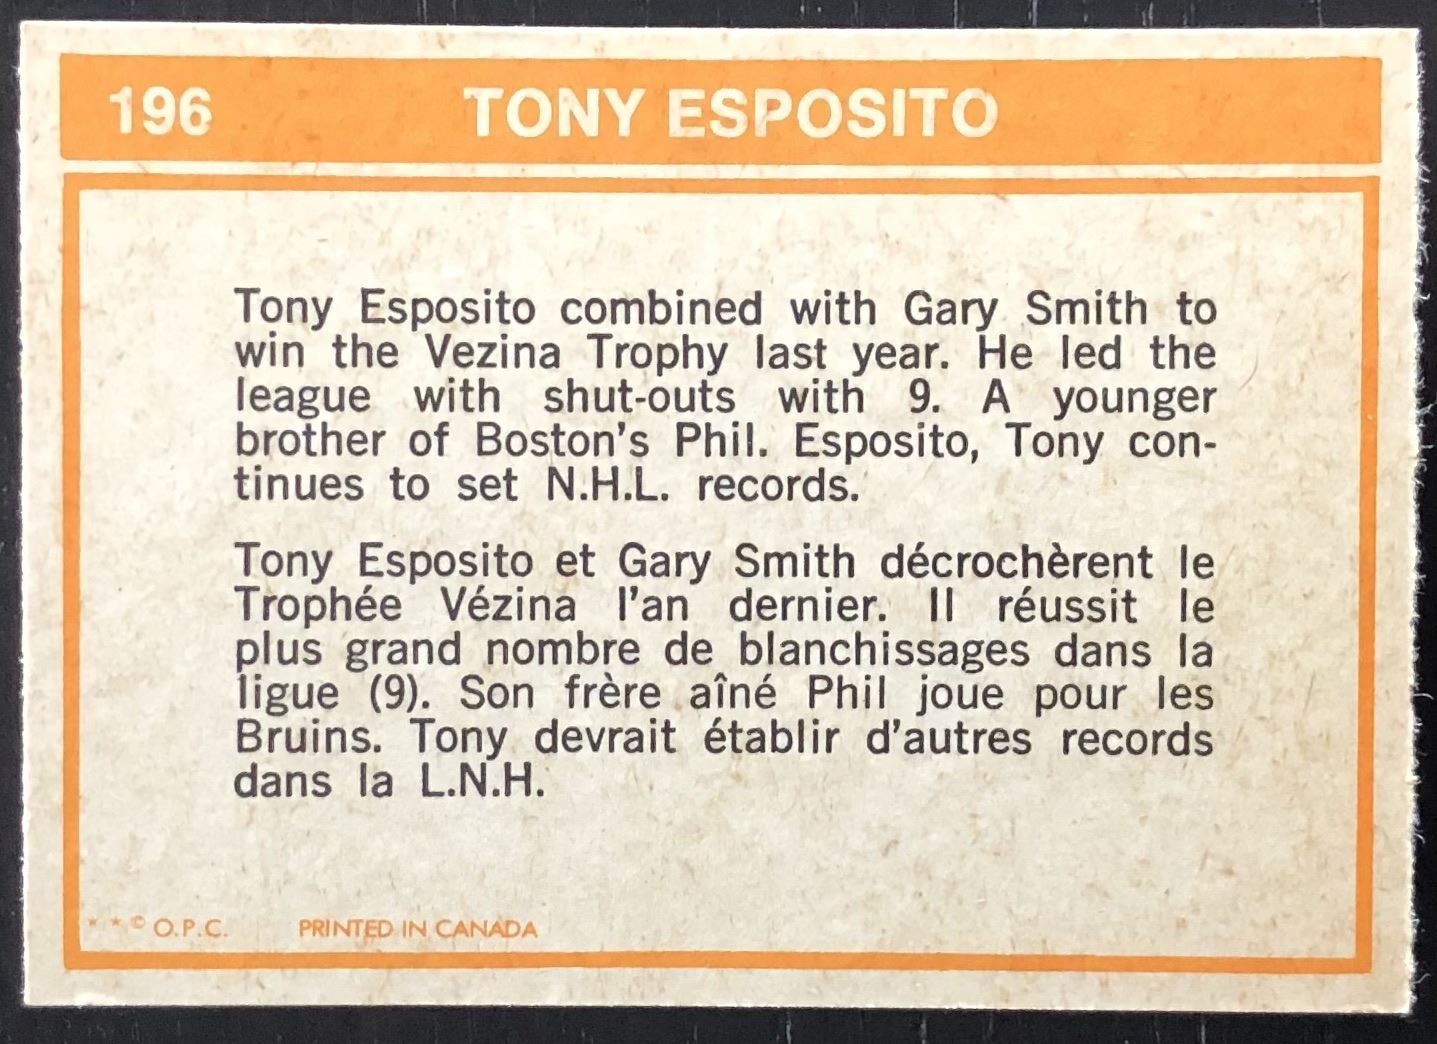 196 TONY ESPOSITO
Tony Esposito combined with Gary Smith to
win the Vezina Trophy last year. He led the
league with shut-outs with 9. A younger
brother of Boston's Phil. Esposito, Tony con-
tinues to set N.H.L. records.
Tony Esposito et Gary Smith décrochèrent le
Trophée Vézina l'an dernier. Il réussit le
plus grand nombre de blanchissages dans la
ligue (9). Son frère aîné Phil joue pour les
Bruins. Tony devrait établir d'autres records
dans la L.N.H.
* * © O.P.C. PRINTED IN CANADA